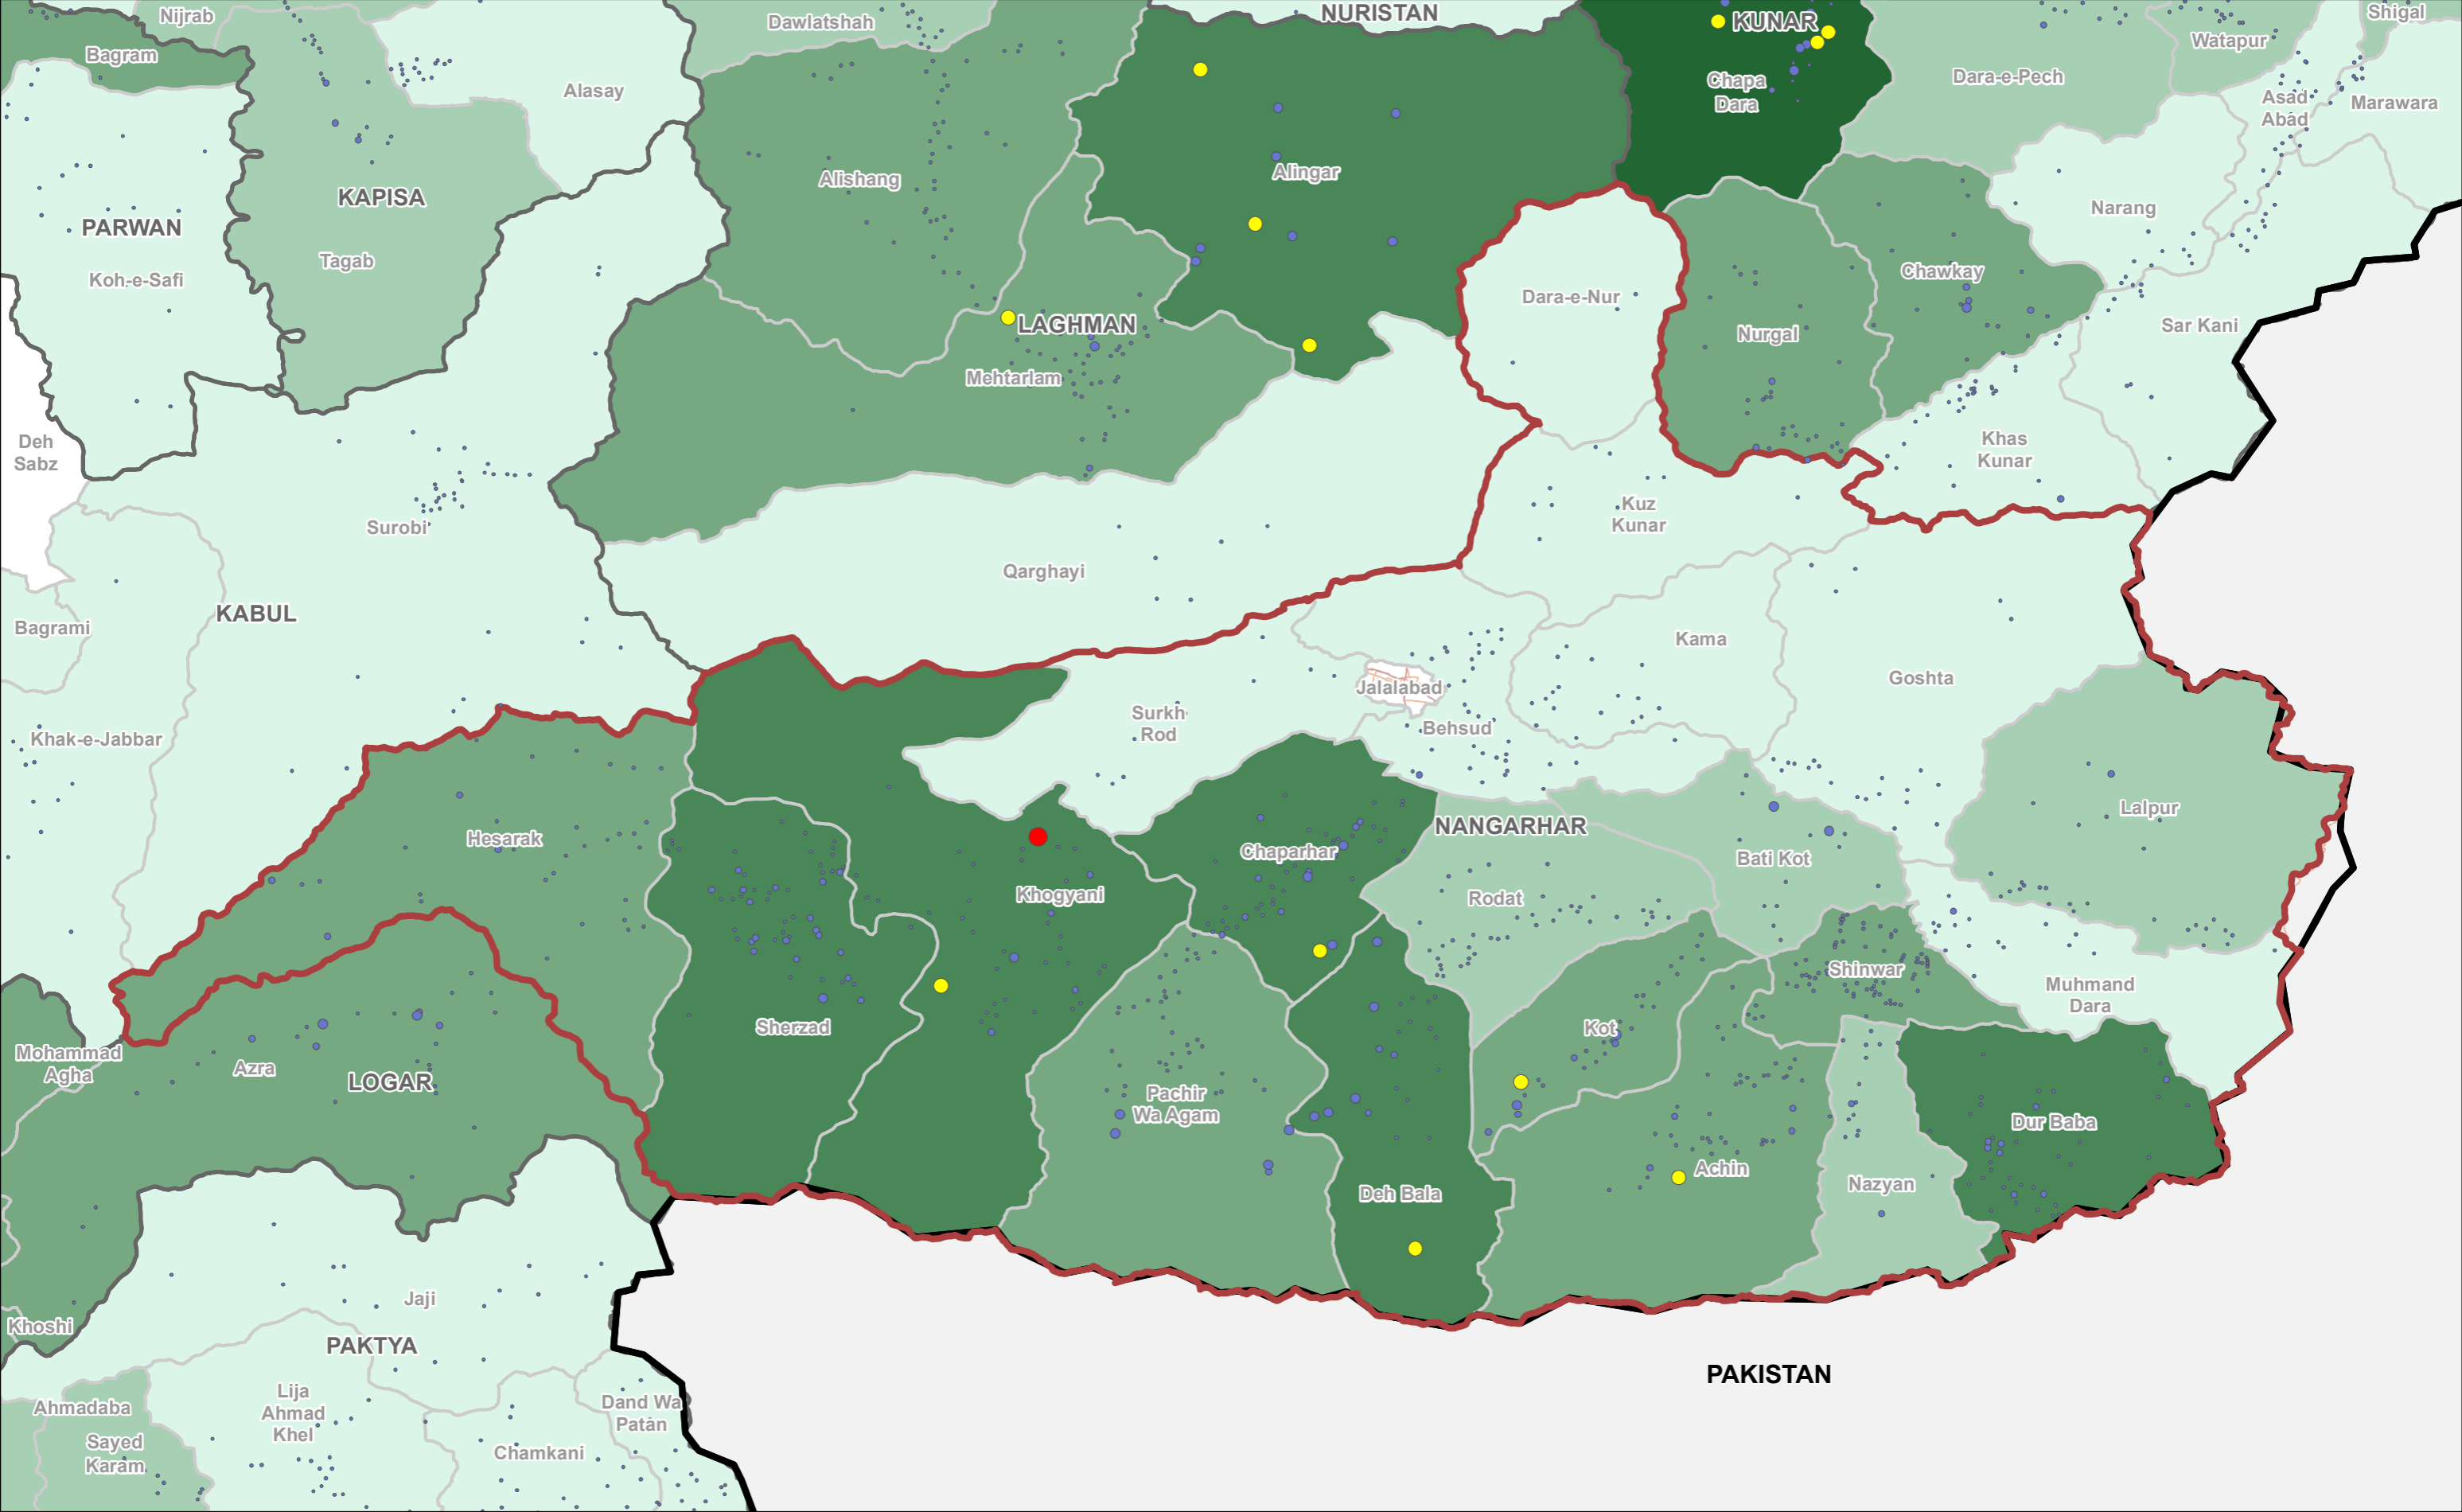 Nijrab
Dawlatshah
NURISTAN
KUNAR
Shigal
Bagram
Watapur
Alasay
Chapa
Dara
Dara-e-Pech
Asad
Abad
Marawara
Alishang
Alingar
KAPISA
PARWAN
Narang
Tagab
Koh-e-Safi
Chawkay
Dara-e-Nur
LAGHMAN
Nurgal
Sar Kani
Mehtarlam
Deh
Sabz
Khas
Kunar
Surobi
Kuz
Kunar
Qarghayi
KABUL
Bagrami
Kama
Goshta
Jalalabad
Surkh
Rod
Behsud
Khak-e-Jabbar
Lalpur
Hesarak
NANGARHAR
Chaparhar
Bati Kot
Khogyani
Rodat
Shinwar
Muhmand
Dara
Sherzad
Kot
Mohammad
Agha
Azra
LOGAR
Pachir
Wa Agam
Dur Baba
Achin
Nazyan
Deh Bala
Jaji
Khoshi
PAKTYA
PAKISTAN
Lija
Ahmad
Khel
Ahmadaba
Dand Wa
Patan
Sayed
Karam
Chamkani